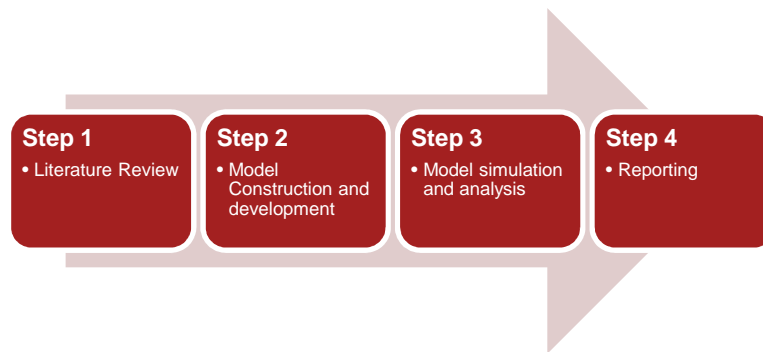 Step 1
• Literature Review
Step 2
• Model
Construction and
development
Step 3
• Model simulation
and analysis
Step 4
• Reporting